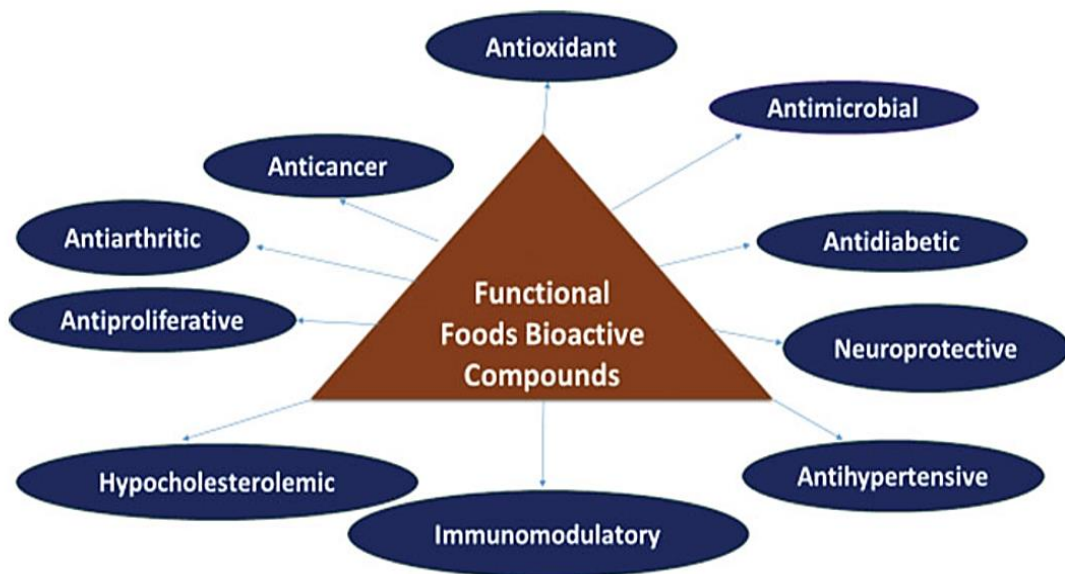 Antioxidant
Antimicrobial
Anticancer
Antiarthritic
Antidiabetic
Antiproliferative
Functional
Foods Bioactive
Compounds
Neuroprotective
Hypocholesterolemic
Antihypertensive
Immunomodulatory